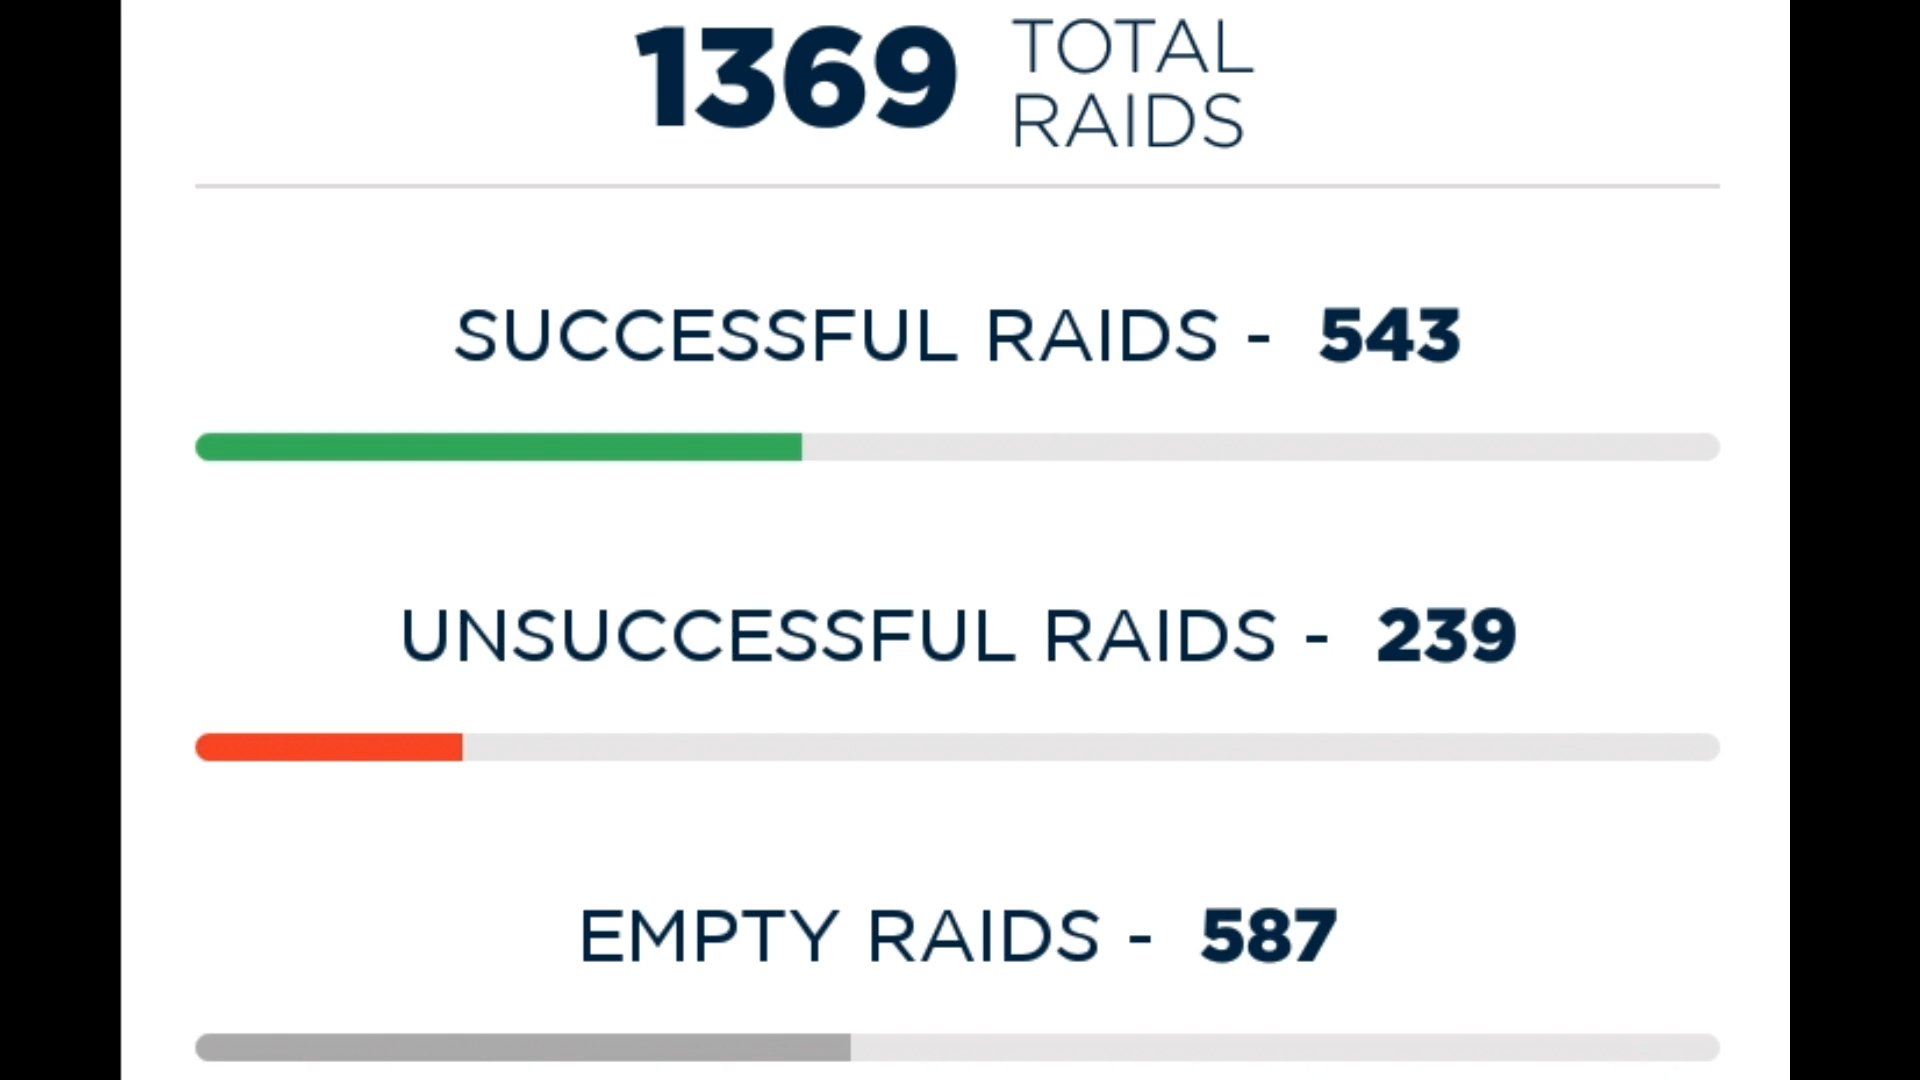 1369 TOTAL
RAIDS
SUCCESSFUL RAIDS - 543
UNSUCCESSFUL RAIDS - 239
EMPTY RAIDS - 587